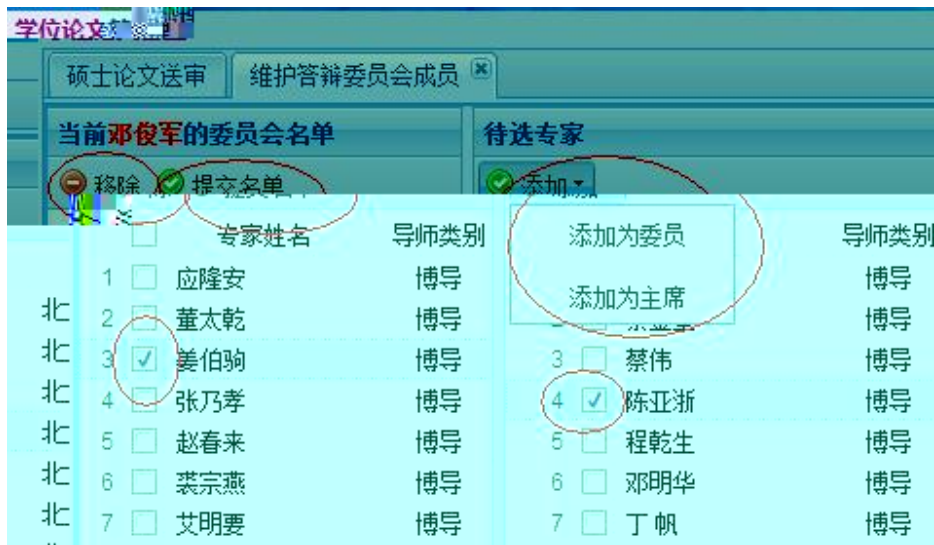 学位论文
硕士论文送审 维护答辩委员会成员
当前邓俊军的委员会名单 待选专家
移除 提交名单 添加
专家姓名 导师类别 添加为委员 导师类别
1 应隆安 博导 博导
添加为主席
北 2 董太乾 博导 博导
北 3 姜伯驹 博导 3 蔡伟 博导
北 4 张乃孝 博导 4 陈亚浙 博导
北 5 赵春来 博导 5 程乾生 博导
北 6 裘宗燕 博导 6 邓明华 博导
北 7 艾明要 博导 7 丁帆 博导